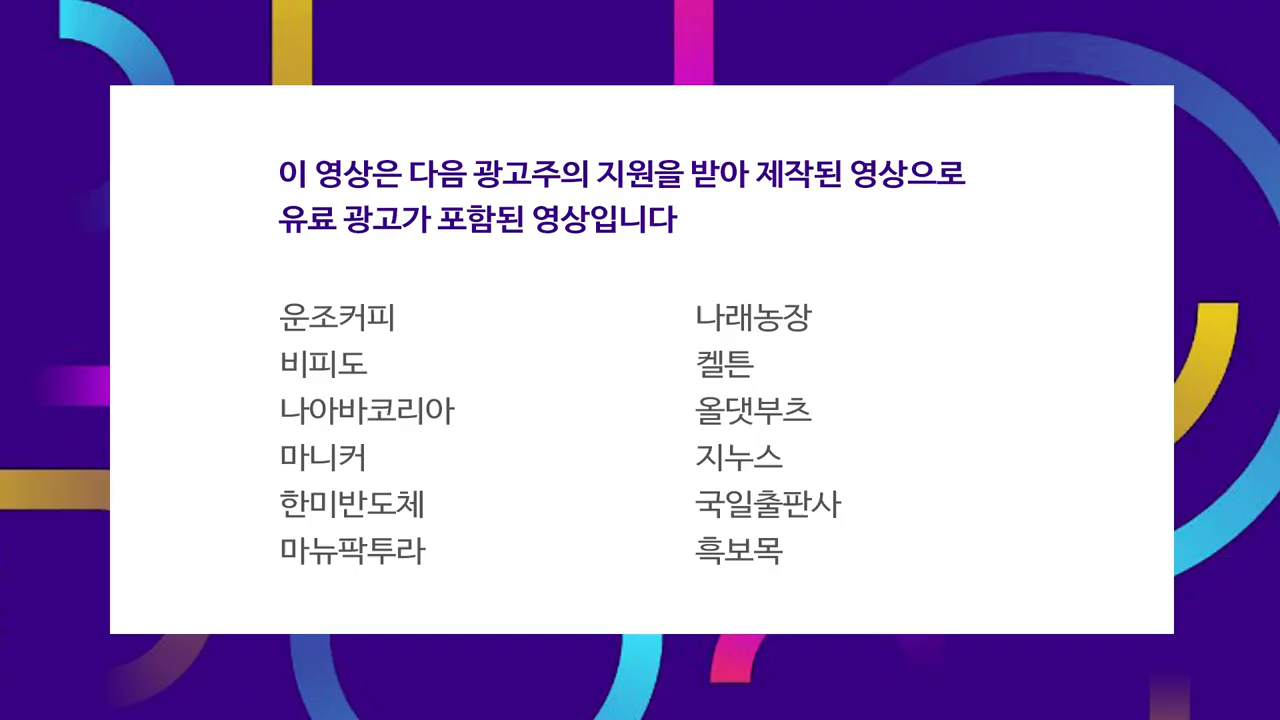 이 영상은 다음 광고주의 지원을 받아 제작된 영상으로
유료 광고가 포함된 영상입니다
운조커피
비피도
나아바코리아
마니커
한미반도체
마뉴팍투라
나래농장
켈튼
올댓부츠
지누스
국일출판사
흑보목